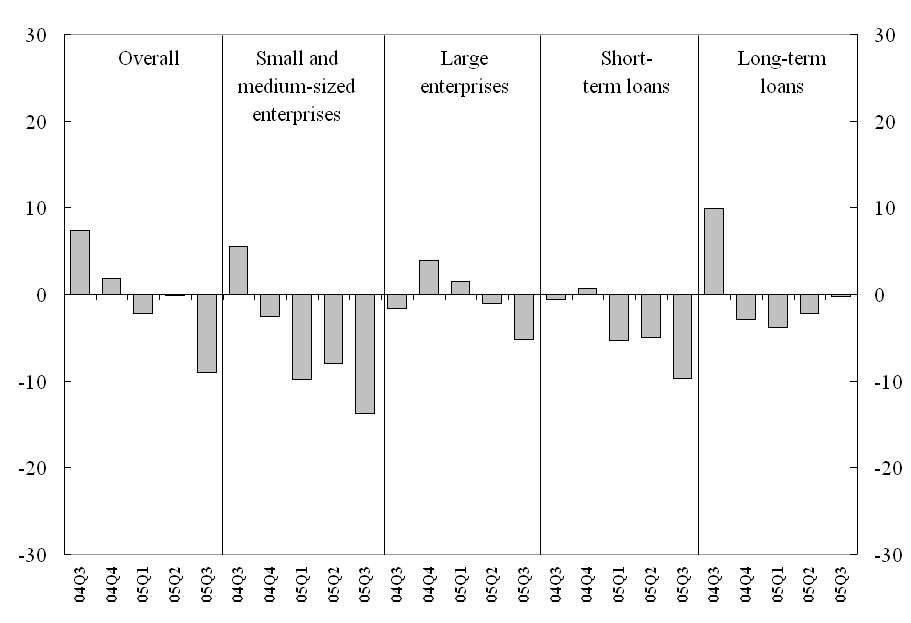 30
20
10
0
-10
-20
-30
Overall
Small and
medium-sized
enterprises
Large
enterprises
Short-
term loans
Long-term
loans
30
20
10
0
-10
-20
-30
04Q3 04Q4 05Q1 05Q2 05Q3 04Q3 04Q4 05Q1 05Q2 05Q3 04Q3 04Q4 05Q1 05Q2 05Q3 04Q3 04Q4 05Q1 05Q2 05Q3 04Q3 04Q4 05Q1 05Q2 05Q3